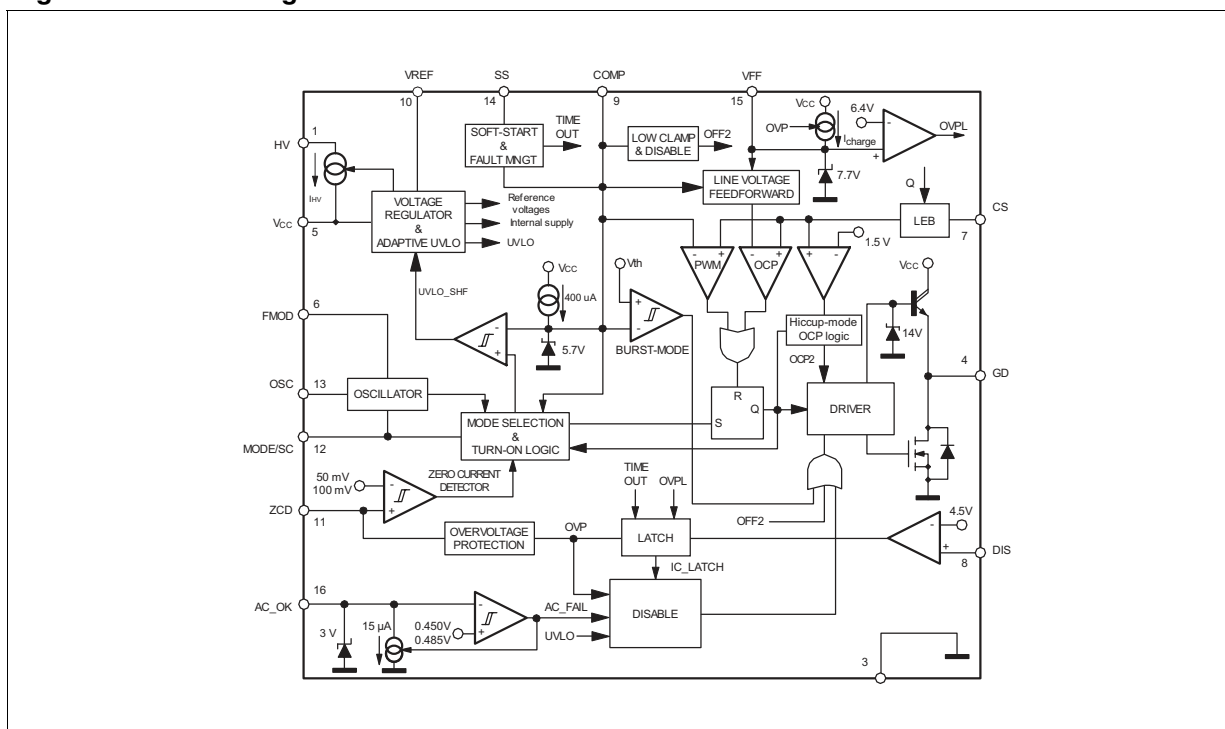 VREF
SS
COMP
VFF
10
14
9
15
1
HV
IHV
Vcc
5
SOFT-START
&
FAULT MNGT
TIME
OUT
LOW CLAMP
& DISABLE
OFF2
Vcc
OVP
Icharge
6.4V
-
+
OVPL
7.7V
LINE VOLTAGE
FEEDFORWARD
VOLTAGE
REGULATOR
&
ADAPTIVE UVLO
Reference
voltages
Internal supply
UVLO
Q
LEB
CS
7
- +
PWM
- +
OCP
+ -
1.5 V
UVLO_SHF
Vcc
400 uA
5.7V
-
+
Vth
+
-
BURST-MODE
Hiccup-mode
OCP logic
OCP2
Vcc
14V
4
GD
6
FMOD
OSC
13
OSCILLATOR
MODE/SC
12
MODE SELECTION
&
TURN-ON LOGIC
R
S
Q
DRIVER
50 mV
100 mV
-
ZERO CURRENT
DETECTOR
ZCD
11
OVERVOLTAGE
PROTECTION
OVP
TIME
OUT
OVPL
LATCH
IC_LATCH
OFF2
4.5V
-
+
DIS
8
16
AC_OK
3 V
15 µA
0.450V
0.485V
-
+
AC_FAIL
UVLO
DISABLE
3